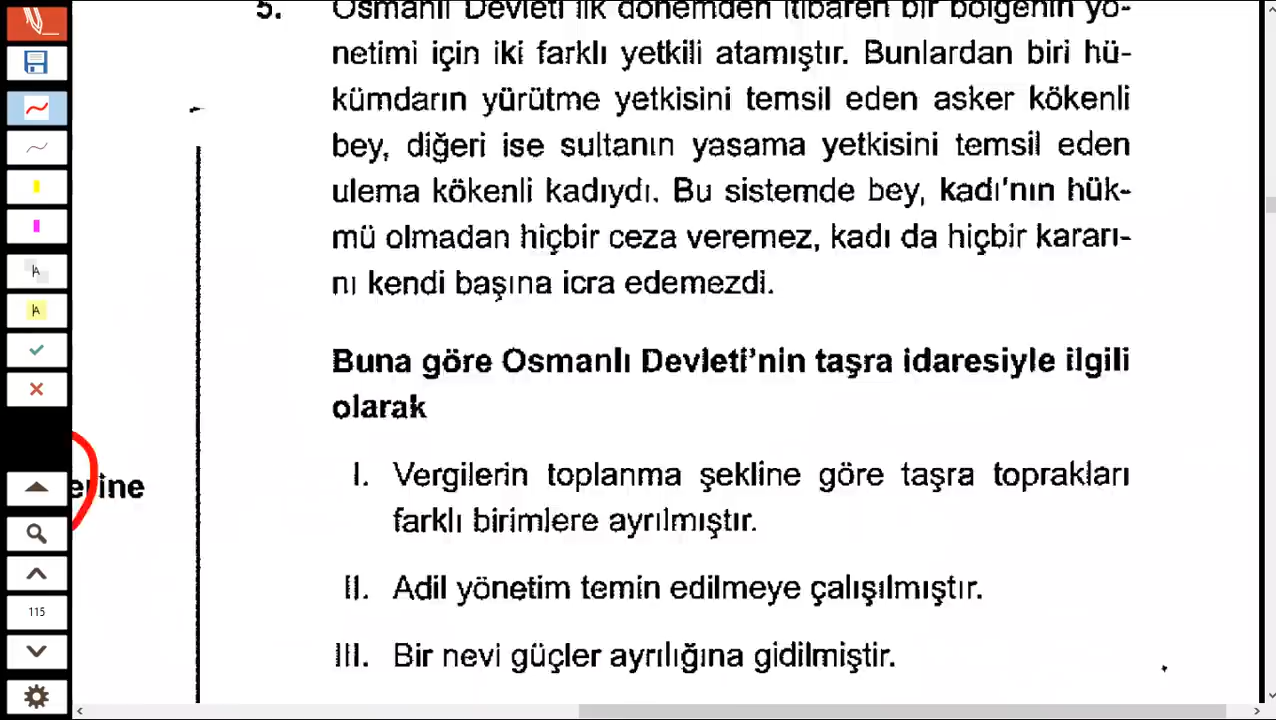 5. Osmanlı Devleti ilk dönemden itibaren bir bölgenin yö-
netimi için iki farklı yetkili atamıştır. Bunlardan biri hü-
kümdarın yürütme yetkisini temsil eden asker kökenli
bey, diğeri ise sultanın yasama yetkisini temsil eden
ulema kökenli kadıydı. Bu sistemde bey, kadı'nın hük-
mü olmadan hiçbir ceza veremez, kadı da hiçbir kararı-
nı kendi başına icra edemezdi.
Buna göre Osmanlı Devleti'nin taşra idaresiyle ilgili
olarak
I. Vergilerin toplanma şekline göre taşra toprakları
farklı birimlere ayrılmıştır.
II. Adil yönetim temin edilmeye çalışılmıştır.
III. Bir nevi güçler ayrılığına gidilmiştir.
erine
A
A
115